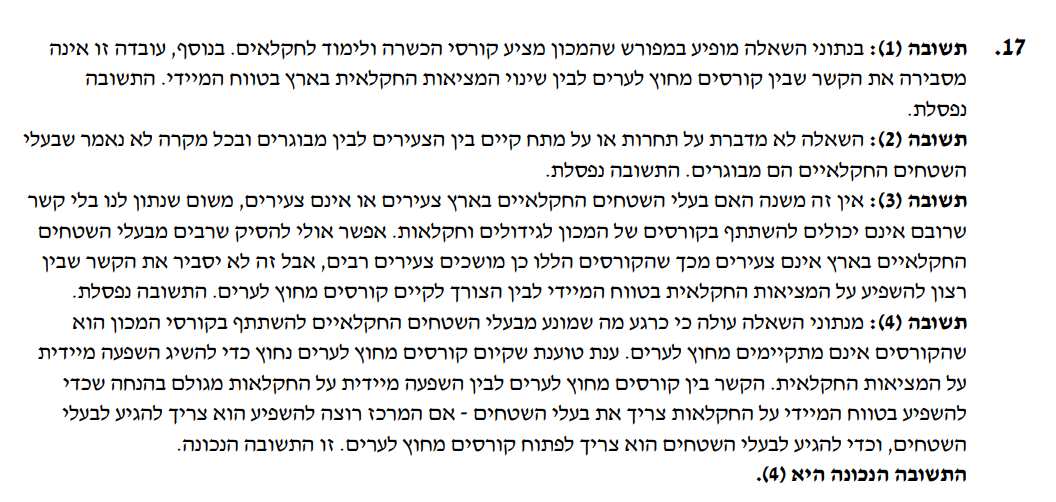 17. תשובה (1): בנתוני השאלה מופיע במפורש שהמכון מציע קורסי הכשרה ולימוד לחקלאים. בנוסף, עובדה זו אינה
מסבירה את הקשר שבין קורסים מחוץ לערים לבין שינוי המציאות החקלאית בארץ בטווח המיידי. התשובה
נפסלת.
תשובה (2): השאלה לא מדברת על תחרות או על מתח קיים בין הצעירים לבין מבוגרים ובכל מקרה לא נאמר שבעלי
השטחים החקלאיים הם מבוגרים. התשובה נפסלת.
תשובה (3): אין זה משנה האם בעלי השטחים החקלאיים בארץ צעירים או אינם צעירים, משום שנתון לנו בלי קשר
שרובם אינם יכולים להשתתף בקורסים של המכון לגידולים וחקלאות. אפשר אולי להסיק שרבים מבעלי השטחים
החקלאיים בארץ אינם צעירים מכך שהקורסים הללו כן מושכים צעירים רבים, אבל זה לא יסביר את הקשר שבין
רצון להשפיע על המציאות החקלאית בטווח המיידי לבין הצורך לקיים קורסים מחוץ לערים. התשובה נפסלת.
תשובה (4): מנתוני השאלה עולה כי כרגע מה שמונע מבעלי השטחים החקלאיים להשתתף בקורסי המכון הוא
שהקורסים אינם מתקיימים מחוץ לערים. ענת טוענת שקיום קורסים מחוץ לערים נחוץ כדי להשיג השפעה מיידית
על המציאות החקלאית. הקשר בין קורסים מחוץ לערים לבין השפעה מיידית על החקלאות מגולם בהנחה שכדי
להשפיע בטווח המיידי על החקלאות צריך את בעלי השטחים - אם המרכז רוצה להשפיע הוא צריך להגיע לבעלי
השטחים, וכדי להגיע לבעלי השטחים הוא צריך לפתוח קורסים מחוץ לערים. זו התשובה הנכונה.
התשובה הנכונה היא (4).